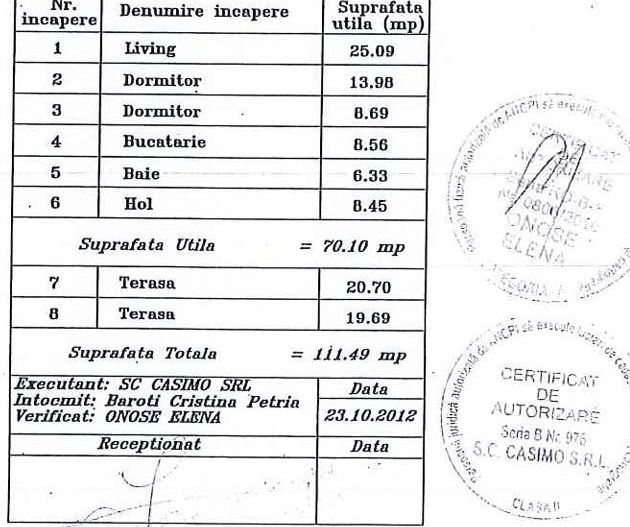 Nr. incapere Denumire incapere Suprafata utila (mp)
1 Living 25.09
2 Dormitor 13.98
3 Dormitor 8.69
4 Bucatarie 8.56
5 Baie 6.33
6 Hol 8.45
Suprafata Utila = 70.10 mp
7 Terasa 20.70
8 Terasa 19.69
Suprafata Totala = 111.49 mp
Executant: SC CASIMO SRL Data
Intocmit: Baroti Cristina Petria
Verificat: ONOSE ELENA 23.10.2012
Receptionat Data
CERTIFICAT
ONOSE
ELENA
CERTIFICAT
DE
AUTORIZARE
Seria B Nr. 976
S.C. CASIMO S.R.L.
CLASA II